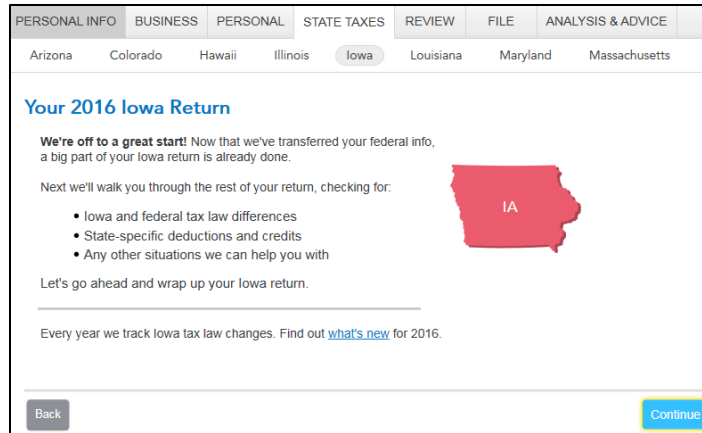 PERSONAL INFO BUSINESS PERSONAL STATE TAXES REVIEW FILE ANALYSIS & ADVICE
Arizona Colorado Hawaii Illinois Iowa Louisiana Maryland Massachusetts
Your 2016 Iowa Return
We're off to a great start! Now that we've transferred your federal info,
a big part of your Iowa return is already done.
Next we'll walk you through the rest of your return, checking for:
• Iowa and federal tax law differences
• State-specific deductions and credits
• Any other situations we can help you with
IA
Let's go ahead and wrap up your Iowa return.
Every year we track Iowa tax law changes. Find out what's new for 2016.
Back Continue